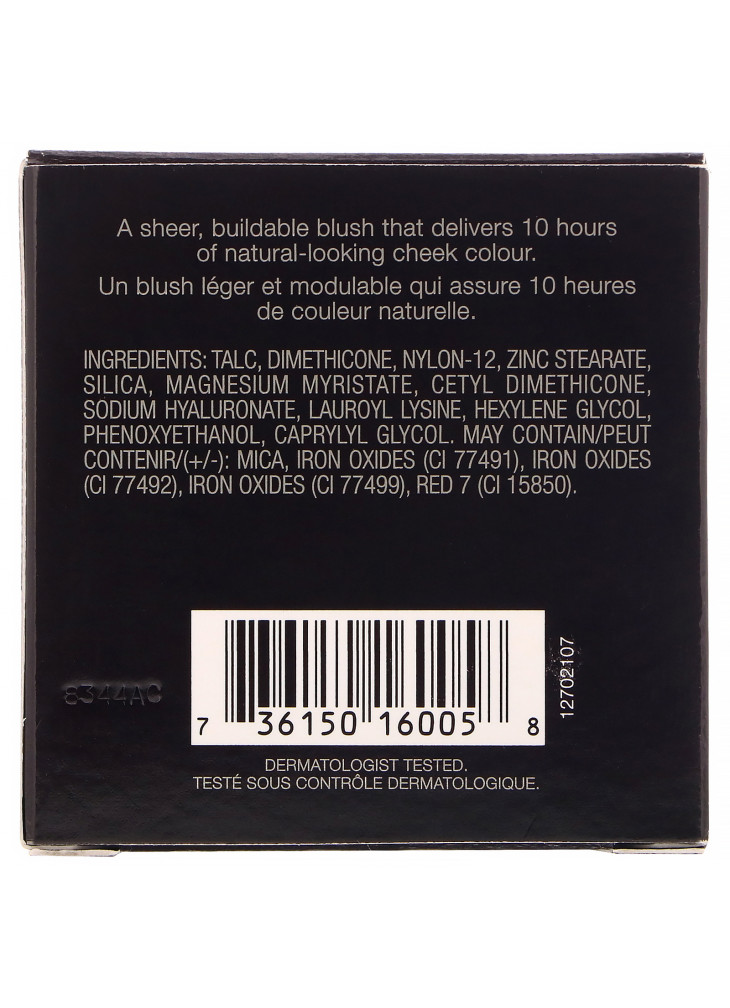 A sheer, buildable blush that delivers 10 hours
of natural-looking cheek colour.
Un blush léger et modulable qui assure 10 heures
de couleur naturelle.
INGREDIENTS: TALC, DIMETHICONE, NYLON-12, ZINC STEARATE,
SILICA, MAGNESIUM MYRISTATE, CETYL DIMETHICONE,
SODIUM HYALURONATE, LAUROYL LYSINE, HEXYLENE GLYCOL,
PHENOXYETHANOL, CAPRYLYL GLYCOL. MAY CONTAIN/PEUT
CONTENIR/(+/-): MICA, IRON OXIDES (CI 77491), IRON OXIDES
(CI 77492), IRON OXIDES (CI 77499), RED 7 (CI 15850).
8344AC
7 36150 16005 8
12702107
DERMATOLOGIST TESTED.
TESTÉ SOUS CONTRÔLE DERMATOLOGIQUE.